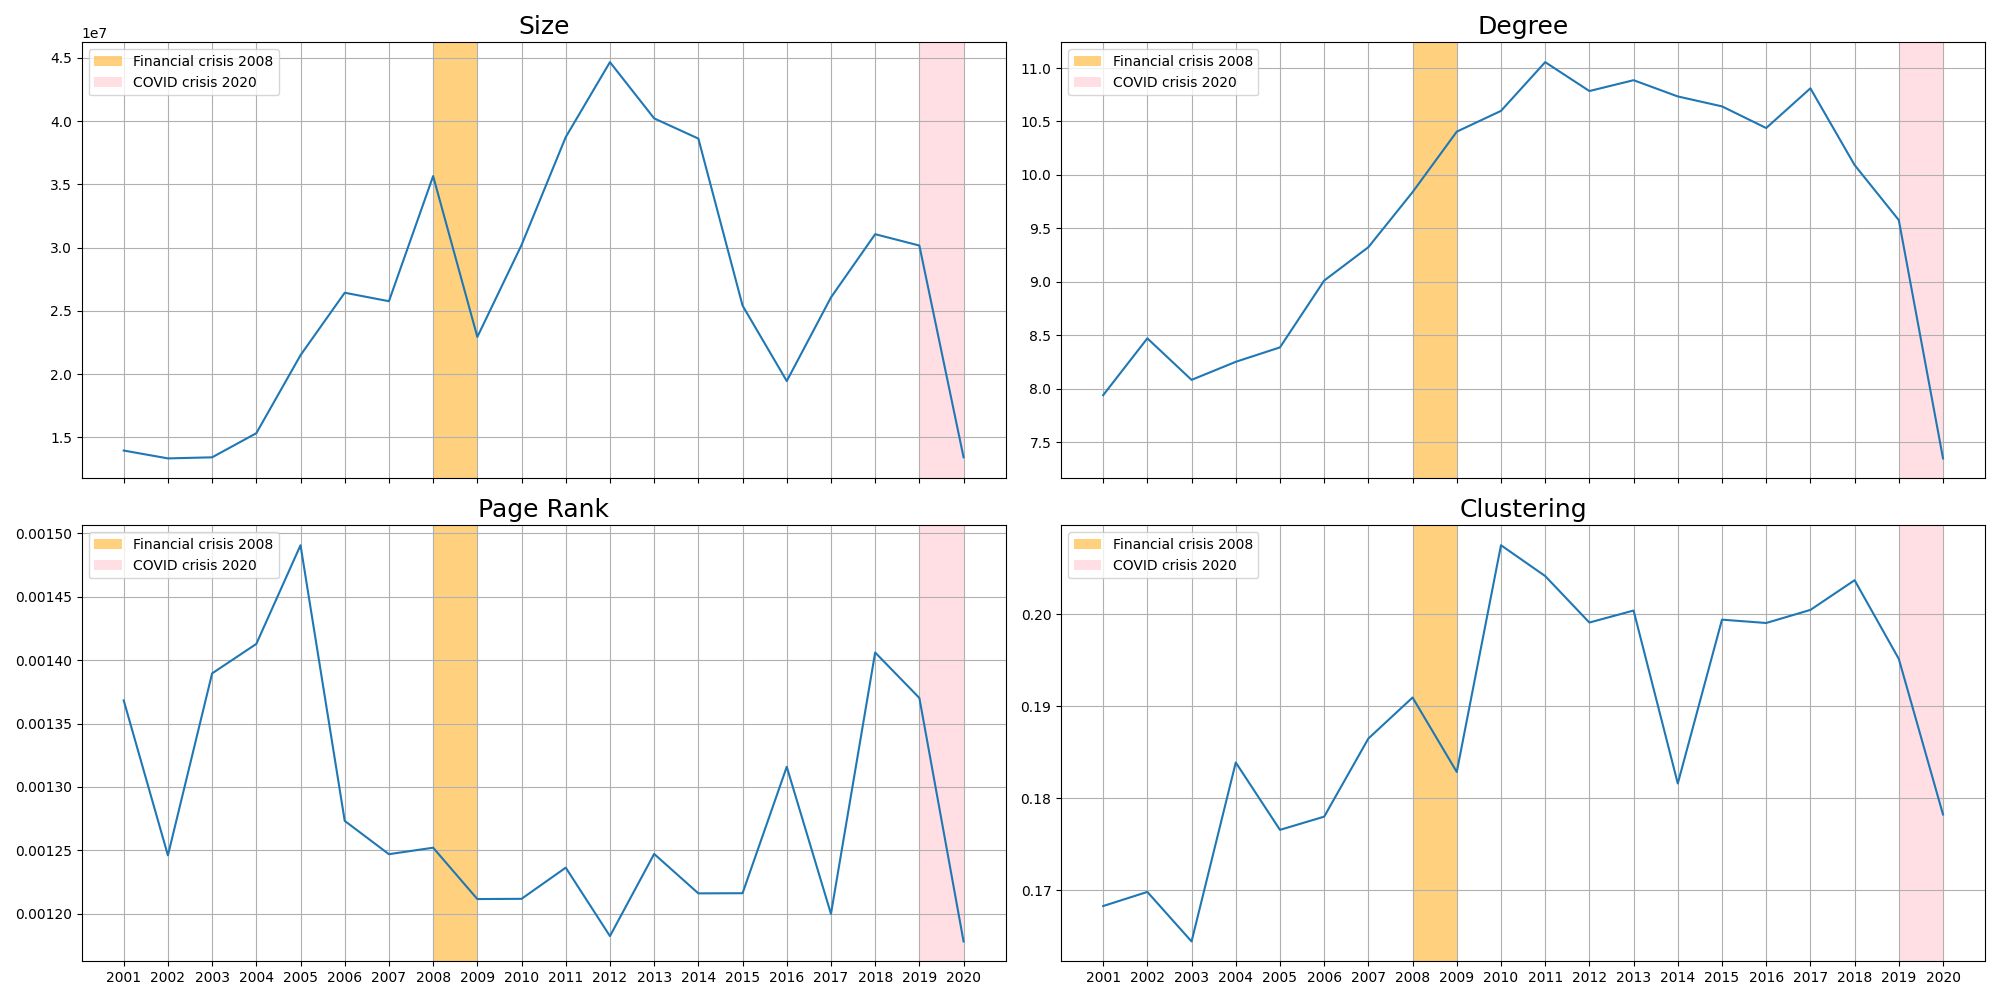 Size
1e7
Financial crisis 2008
COVID crisis 2020
4.5
4.0
3.5
3.0
2.5
2.0
1.5
Degree
Financial crisis 2008
COVID crisis 2020
11.0
10.5
10.0
9.5
9.0
8.5
8.0
7.5
Page Rank
Financial crisis 2008
COVID crisis 2020
0.00150
0.00145
0.00140
0.00135
0.00130
0.00125
0.00120
2001 2002 2003 2004 2005 2006 2007 2008 2009 2010 2011 2012 2013 2014 2015 2016 2017 2018 2019 2020
Clustering
Financial crisis 2008
COVID crisis 2020
0.20
0.19
0.18
0.17
2001 2002 2003 2004 2005 2006 2007 2008 2009 2010 2011 2012 2013 2014 2015 2016 2017 2018 2019 2020